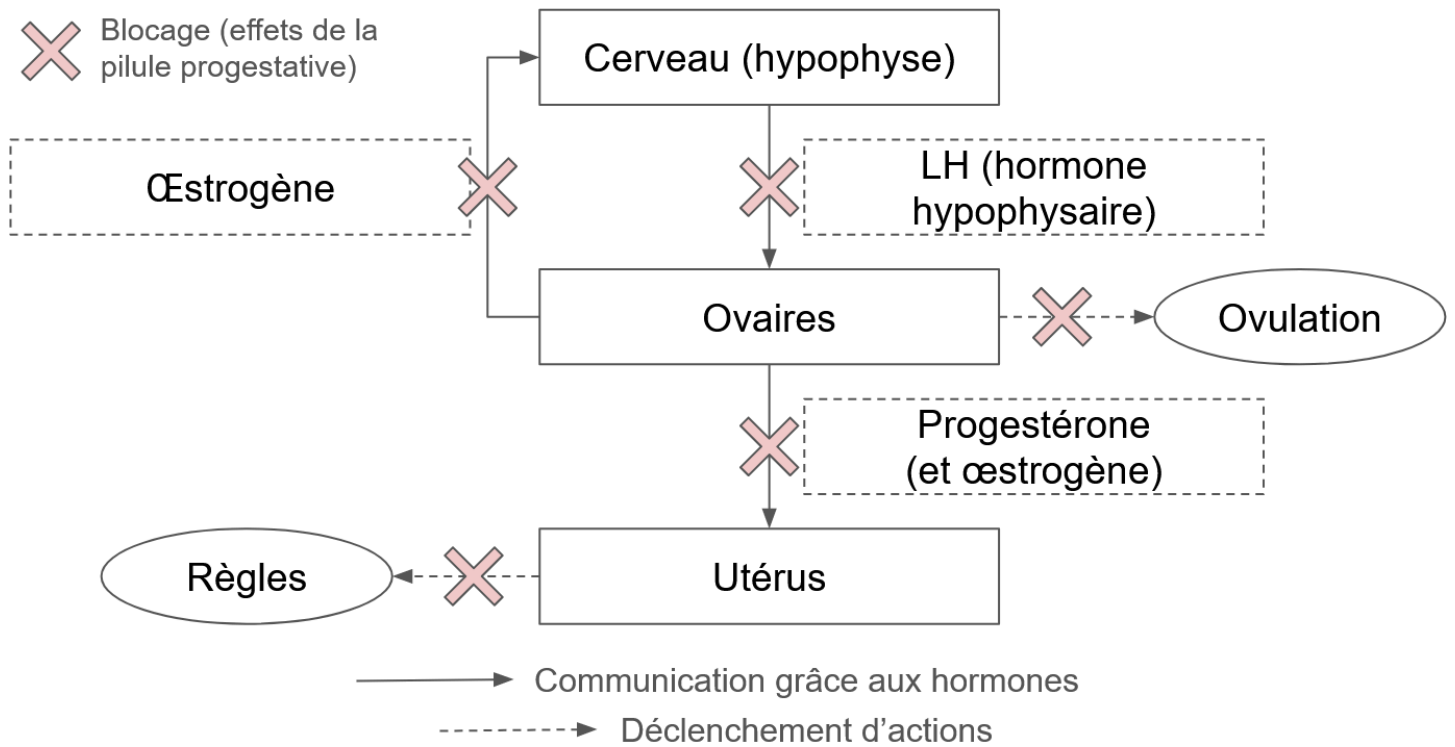 Blocage (effets de la
pilule progestative)
Cerveau (hypophyse)
Œstrogène
LH (hormone
hypophysaire)
Ovaires
Ovulation
Progestérone
(et œstrogène)
Règles
Utérus
Communication grâce aux hormones
Déclenchement d'actions